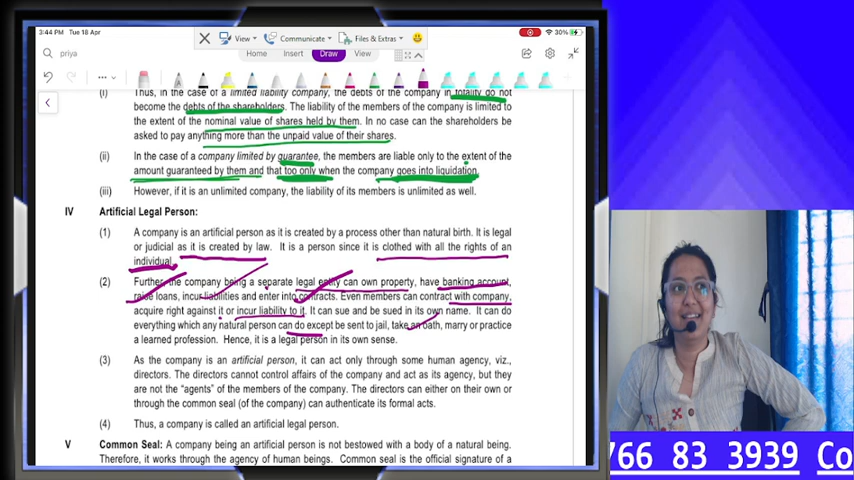 3:44 PM Tue 18 Apr
30%
View
Communicate
Files & Extras
priya
Home Insert Draw View
(i) Thus, in the case of a limited liability company, the debts of the company in totality do not
become the debts of the shareholders. The liability of the members of the company is limited to
the extent of the nominal value of shares held by them. In no case can the shareholders be
asked to pay anything more than the unpaid value of their shares.
(ii) In the case of a company limited by guarantee, the members are liable only to the extent of the
amount guaranteed by them and that too only when the company goes into liquidation.
(iii) However, if it is an unlimited company, the liability of its members is unlimited as well.
IV Artificial Legal Person:
(1) A company is an artificial person as it is created by a process other than natural birth. It is legal
or judicial as it is created by law. It is a person since it is clothed with all the rights of an
individual.
(2) Further, the company being a separate legal entity can own property, have banking account,
raise loans, incur liabilities and enter into contracts. Even members can contract with company,
acquire right against it or incur liability to it. It can sue and be sued in its own name. It can do
everything which any natural person can do except be sent to jail, take an oath, marry or practice
a learned profession. Hence, it is a legal person in its own sense.
(3) As the company is an artificial person, it can act only through some human agency, viz.,
directors. The directors cannot control affairs of the company and act as its agency, but they
are not the “agents” of the members of the company. The directors can either on their own or
through the common seal (of the company) can authenticate its formal acts.
(4) Thus, a company is called an artificial legal person.
V Common Seal: A company being an artificial person is not bestowed with a body of a natural being.
Therefore, it works through the agency of human beings. Common seal is the official signature of a
766 83 3939 Co